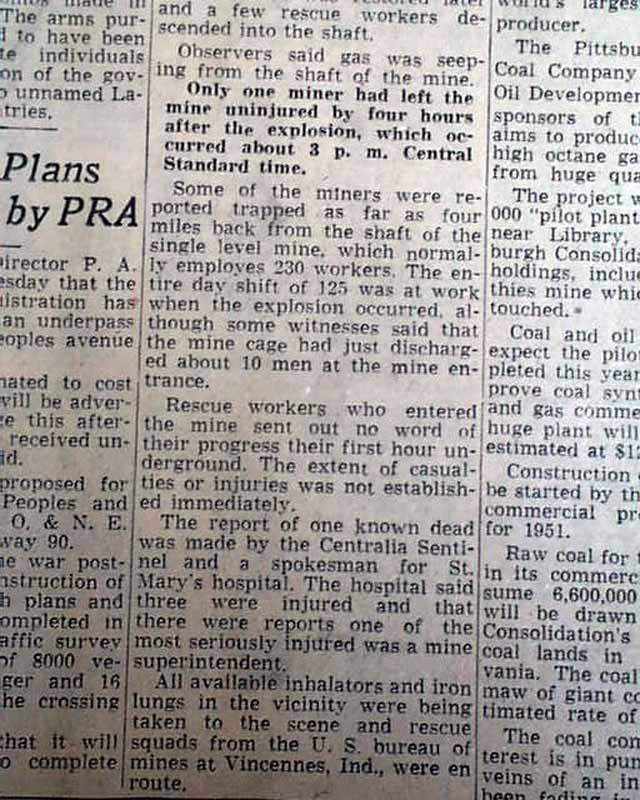 The arms pur-
d to have been
te individuals
on of the gov-
o unnamed La-
tries.
Plans
by PRA
irector P. A.
esday that the
istration has
an underpass
eoples avenue
nated to cost
will be adver-
e this after-
received un-
id.
proposed for
Peoples and
O, & N. E.
way 90.
e war post-
nstruction of
h plans and
ompleted in
affic survey
of 8000 ve-
ger and 16
he crossing
that it will
o complete
and a few rescue workers de-
scended into the shaft.
Observers said gas was seep-
ing from the shaft of the mine.
Only one miner had left the
mine uninjured by four hours
after the explosion, which oc-
curred about 3 p. m. Central
Standard time.
Some of the miners were re-
ported trapped as far as four
miles back from the shaft of the
single level mine, which normal-
ly employes 230 workers. The en-
tire day shift of 125 was at work
when the explosion occurred, al-
though some witnesses said that
the mine cage had just discharg-
ed about 10 men at the mine en-
trance.
Rescue workers who entered
the mine sent out no word of
their progress their first hour un-
derground. The extent of casual-
ties or injuries was not establish-
ed immediately.
The report of one known dead
was made by the Centralia Senti-
nel and a spokesman for St.
Mary's hospital. The hospital said
three were injured and that
there were reports one of the
most seriously injured was a mine
superintendent.
All available inhalators and iron
lungs in the vicinity were being
taken to the scene and rescue
squads from the U. S. bureau of
mines at Vincennes, Ind., were en
route.
world's larges
producer.
The Pittsbu
Coal Company
Oil Developmen
sponsors of t
aims to produc
high octane ga
from huge qua
The project w
000 "pilot plant
near Library,
burgh Consolida
holdings, inclu
thies mine whic
touched.
Coal and oil
expect the pilo
pleted this year
prove coal synt
and gas comme
huge plant will
estimated at $12
Construction
be started by th
commercial pr
for 1951.
Raw coal for t
in its commerc
sume 6,600,000
will be drawn
Consolidation's
coal lands in
vania. The coal
maw of giant co
timated rate of
The coal com
terest is in pun
veins of an in
been fading in